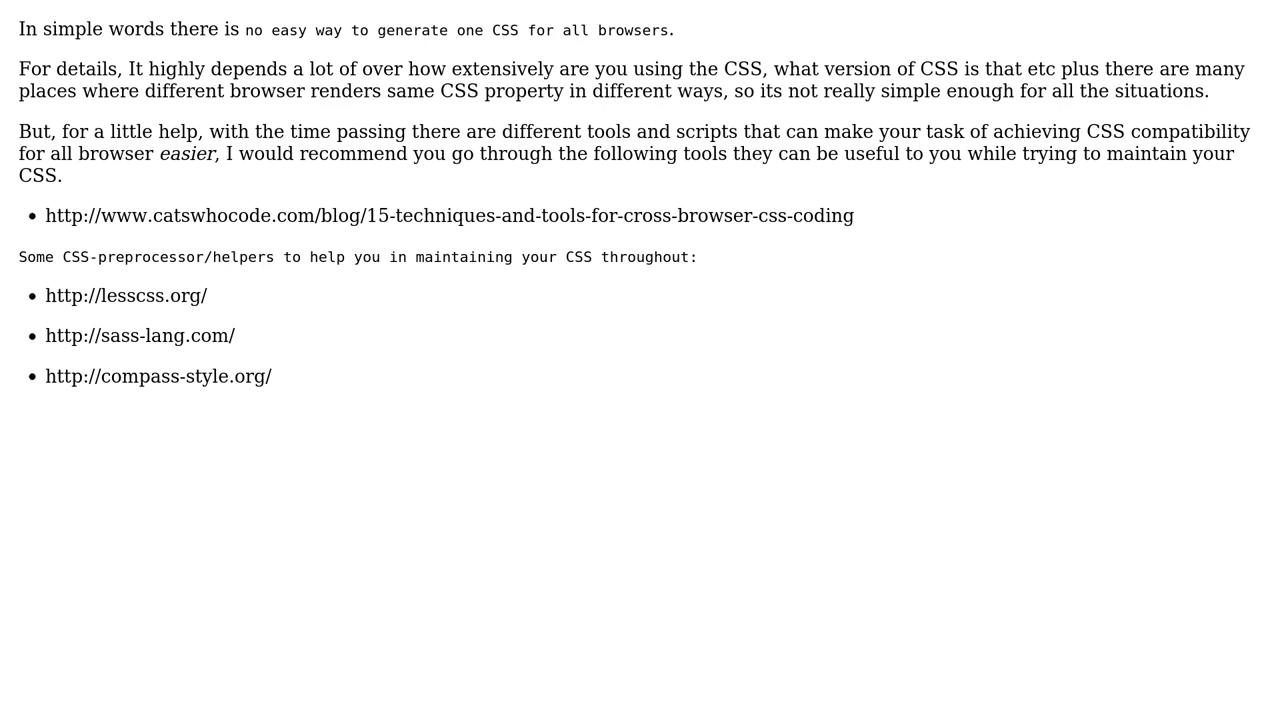 In simple words there is no easy way to generate one CSS for all browsers.
For details, It highly depends a lot of over how extensively are you using the CSS, what version of CSS is that etc plus there are many
places where different browser renders same CSS property in different ways, so its not really simple enough for all the situations.
But, for a little help, with the time passing there are different tools and scripts that can make your task of achieving CSS compatibility
for all browser easier, I would recommend you go through the following tools they can be useful to you while trying to maintain your
CSS.
• http://www.catswhocode.com/blog/15-techniques-and-tools-for-cross-browser-css-coding
Some CSS-preprocessor/helpers to help you in maintaining your CSS throughout:
• http://lesscss.org/
• http://sass-lang.com/
• http://compass-style.org/